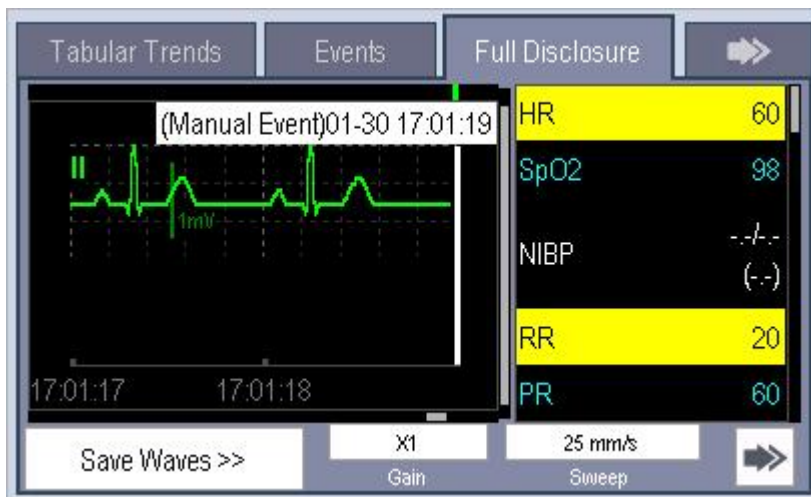 Tabular Trends Events Full Disclosure
(Manual Event)01-30 17:01:19
II
1mV
17:01:17 17:01:18
HR 60
SpO2 98
NIBP -.-/-.-
(-.-)
RR 20
PR 60
Save Waves >>
X1
Gain
25 mm/s
Sweep